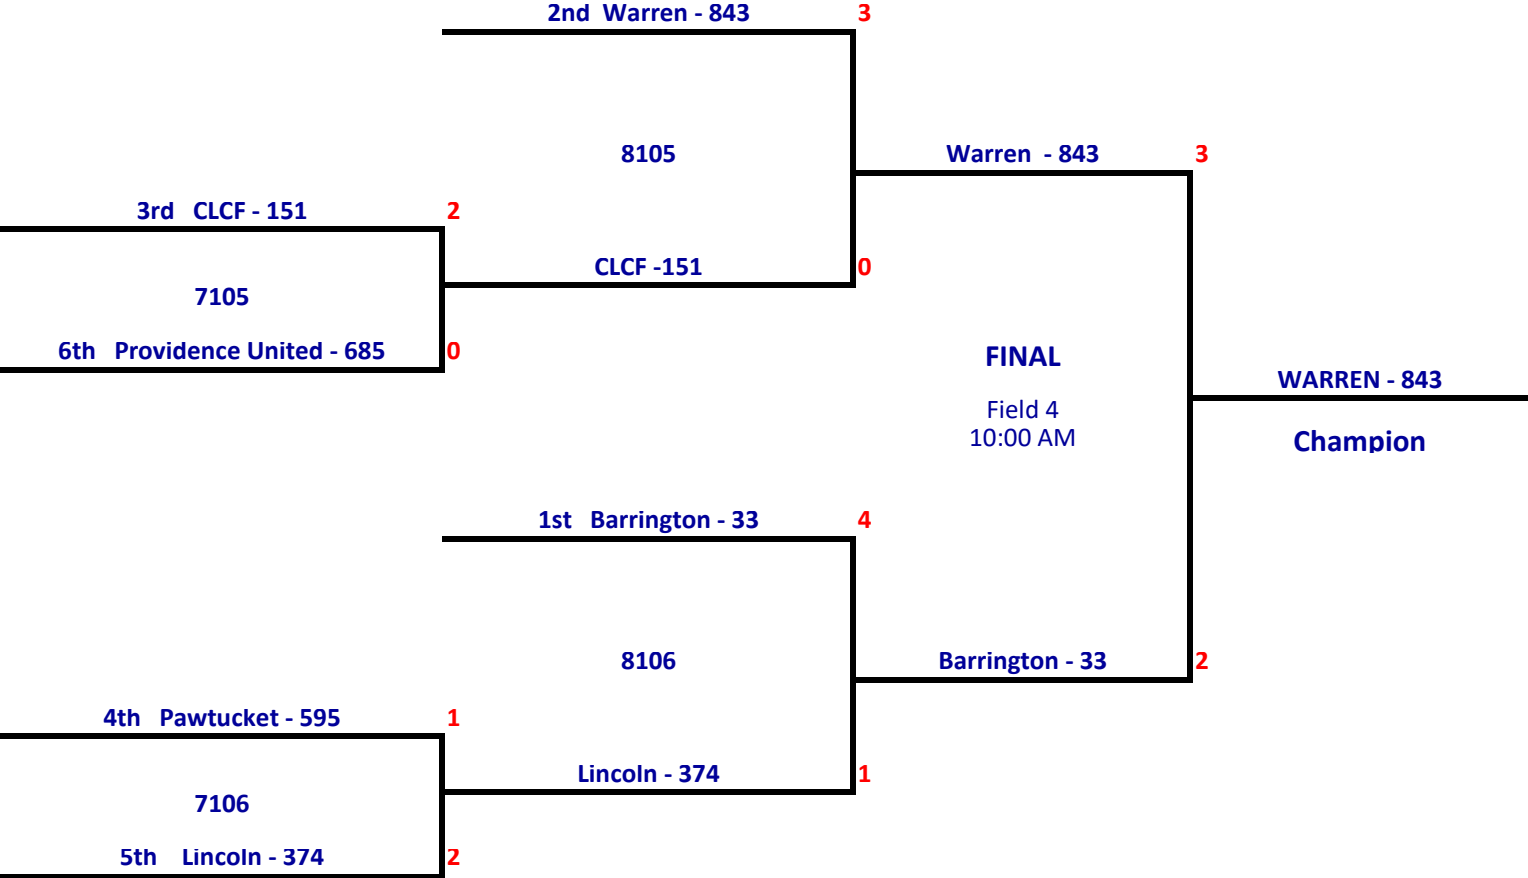 2nd  Warren - 843
3
8105
Warren  - 843
3
3rd   CLCF - 151
2
CLCF -151
0
7105
6th   Providence United - 685
0
FINAL
WARREN - 843
Field 4
10:00 AM
Champion
1st   Barrington - 33
4
8106
Barrington - 33
2
4th   Pawtucket - 595
1
Lincoln - 374
1
7106
5th    Lincoln - 374
2